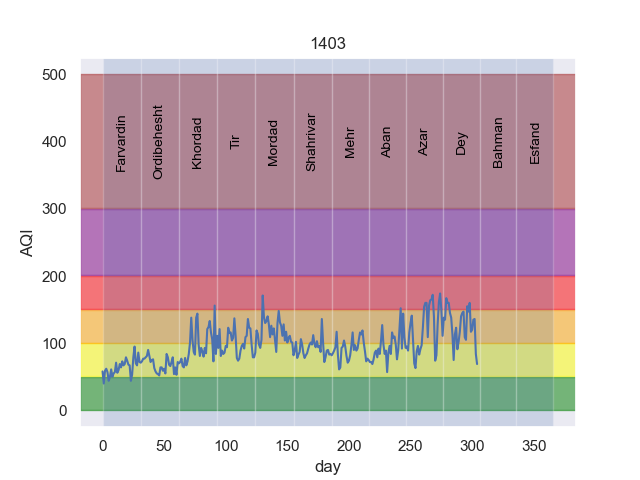 1403
500
400
300
200
100
0
AQI
Farvardin
Ordibehesht
Khordad
Tir
Mordad
Shahrivar
Mehr
Aban
Azar
Dey
Bahman
Esfand
0 50 100 150 200 250 300 350
day